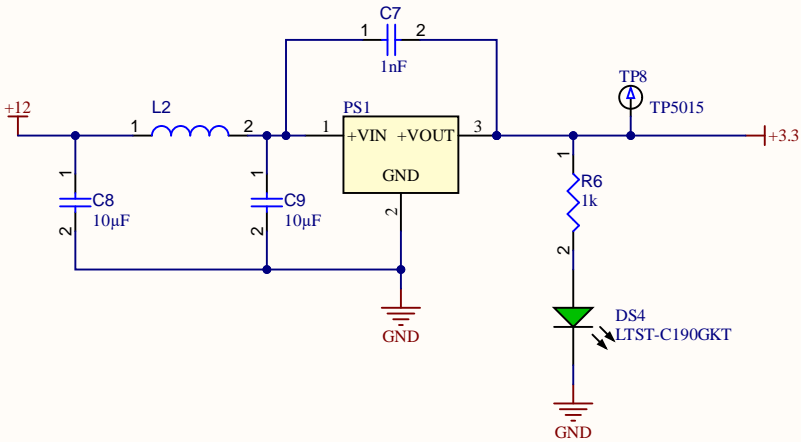 C7
1 2
1nF
TP8
TP5015
+12
L2
1 2
PS1
1 +VIN +VOUT 3
GND
2
+3.3
1
C8
10µF
2
1
C9
10µF
2
1
R6
1k
2
GND
DS4
LTST-C190GKT
GND